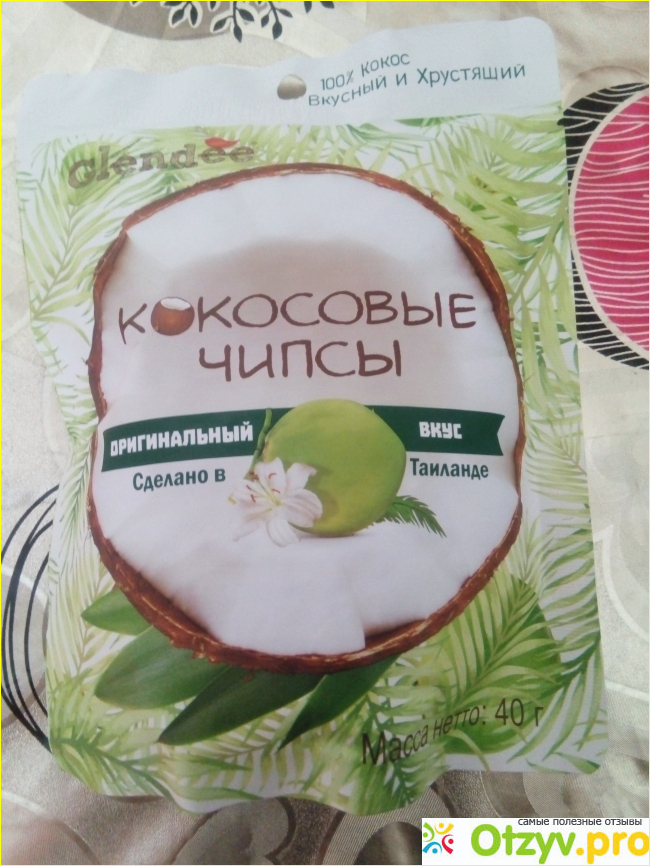 100% Кокос
Вкусный и Хрустящий
Glendee
КОКОСОВЫЕ
ЧИПСЫ
ОРИГИНАЛЬНЫЙ ВКУС
Сделано в Таиланде
Масса нетто: 40 г
самые полезные отзывы
Otzyv.pro